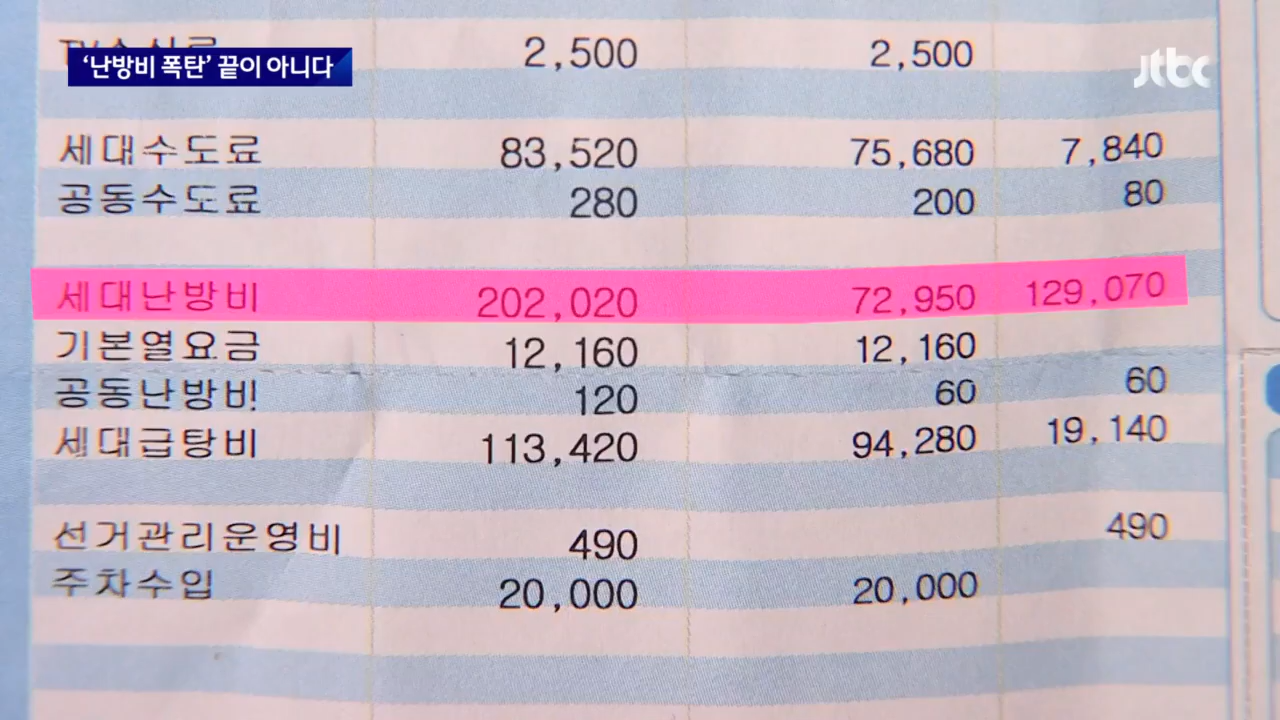 ‘난방비 폭탄’ 끝이 아니다
jtbc
2,500 2,500
세대수도료 83,520 75,680 7,840
공동수도료 280 200 80
세대난방비 202,020 72,950 129,070
기본열요금 12,160 12,160
공동난방비 120 60 60
세대급탕비 113,420 94,280 19,140
선거관리운영비 490 490
주차수입 20,000 20,000